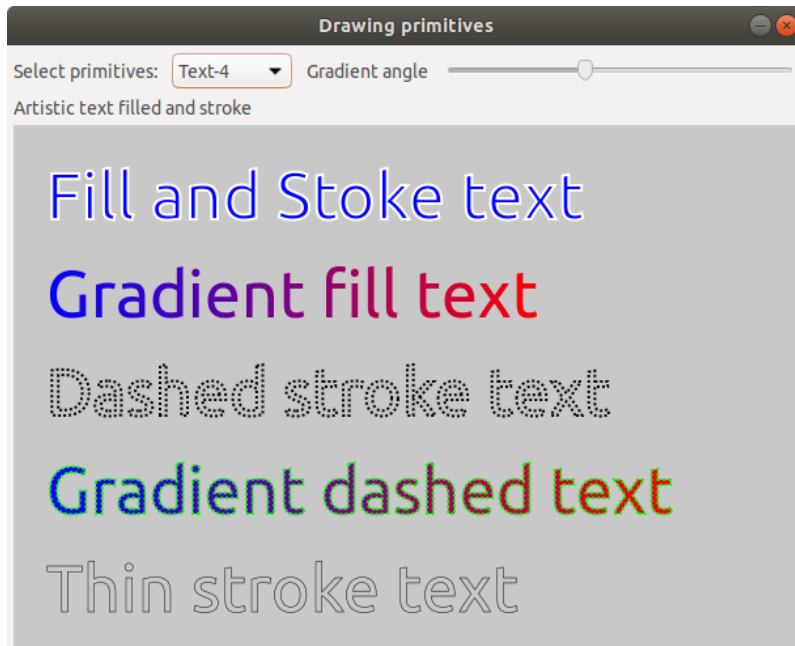 Drawing primitives
Select primitives: Text-4 Gradient angle
Artistic text filled and stroke
Fill and Stoke text
Gradient fill text
Dashed stroke text
Gradient dashed text
Thin stroke text